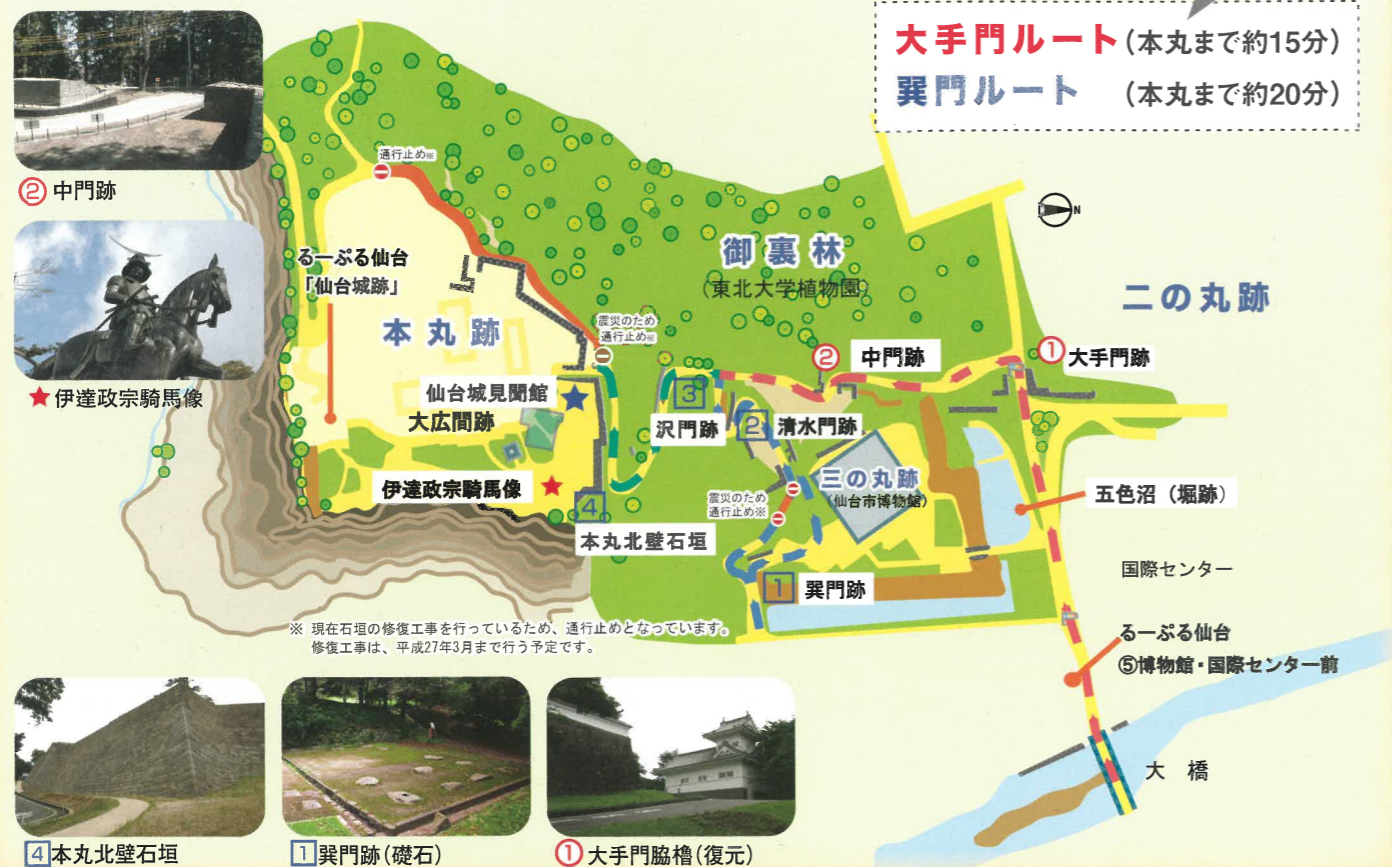 大手門ルート(本丸まで約15分)
巽門ルート (本丸まで約20分)
② 中門跡
★伊達政宗騎馬像
通行止め※
るーぷる仙台
「仙台城跡」
本丸跡
震災のため
通行止め※
仙台城見聞館
大広間跡
伊達政宗騎馬像
4
本丸北壁石垣
御裏林
(東北大学植物園)
N
二の丸跡
① 大手門跡
② 中門跡
3
沢門跡
2
清水門跡
三の丸跡
(仙台市博物館)
震災のため
通行止め※
1 巽門跡
五色沼(堀跡)
国際センター
るーぷる仙台
⑤博物館・国際センター前
大橋
※ 現在石垣の修復工事を行っているため、通行止めとなっています。
修復工事は、平成27年3月まで行う予定です。
4本丸北壁石垣
1巽門跡(礎石)
① 大手門脇櫓(復元)